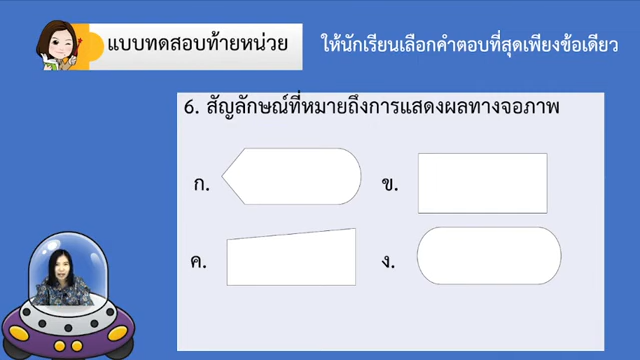 แบบทดสอบท้ายหน่วย
ให้นักเรียนเลือกคำตอบที่สุดเพียงข้อเดียว
6. สัญลักษณ์ที่หมายถึงการแสดงผลทางจอภาพ
ก. ข.
ค. ง.